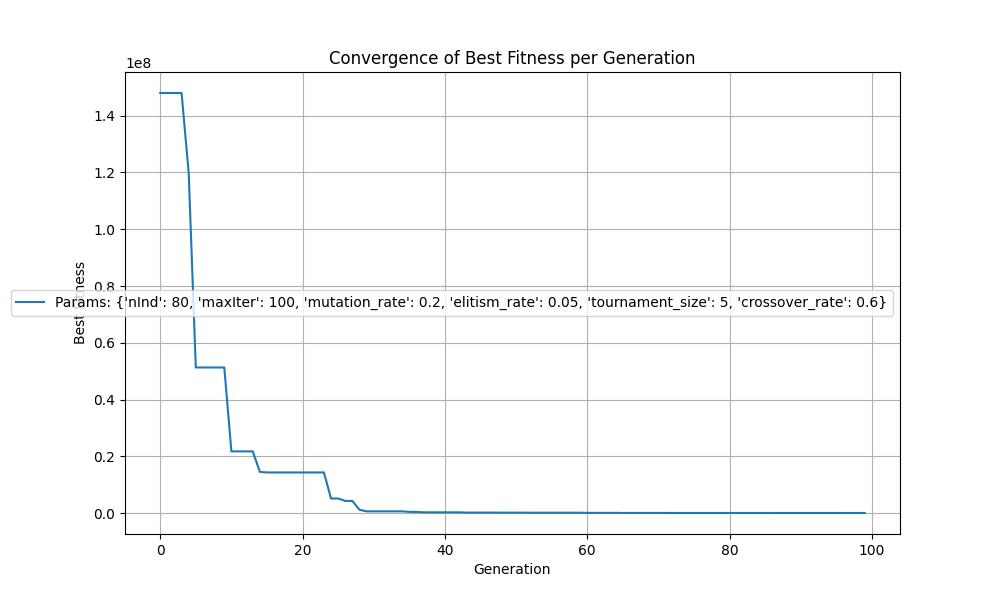 Convergence of Best Fitness per Generation
1e8
1.4
1.2
1.0
0.8
0.6
0.4
0.2
0.0
Best
Params: {'nInd': 80, 'maxIter': 100, 'mutation_rate': 0.2, 'elitism_rate': 0.05, 'tournament_size': 5, 'crossover_rate': 0.6}
0 20 40 60 80 100
Generation